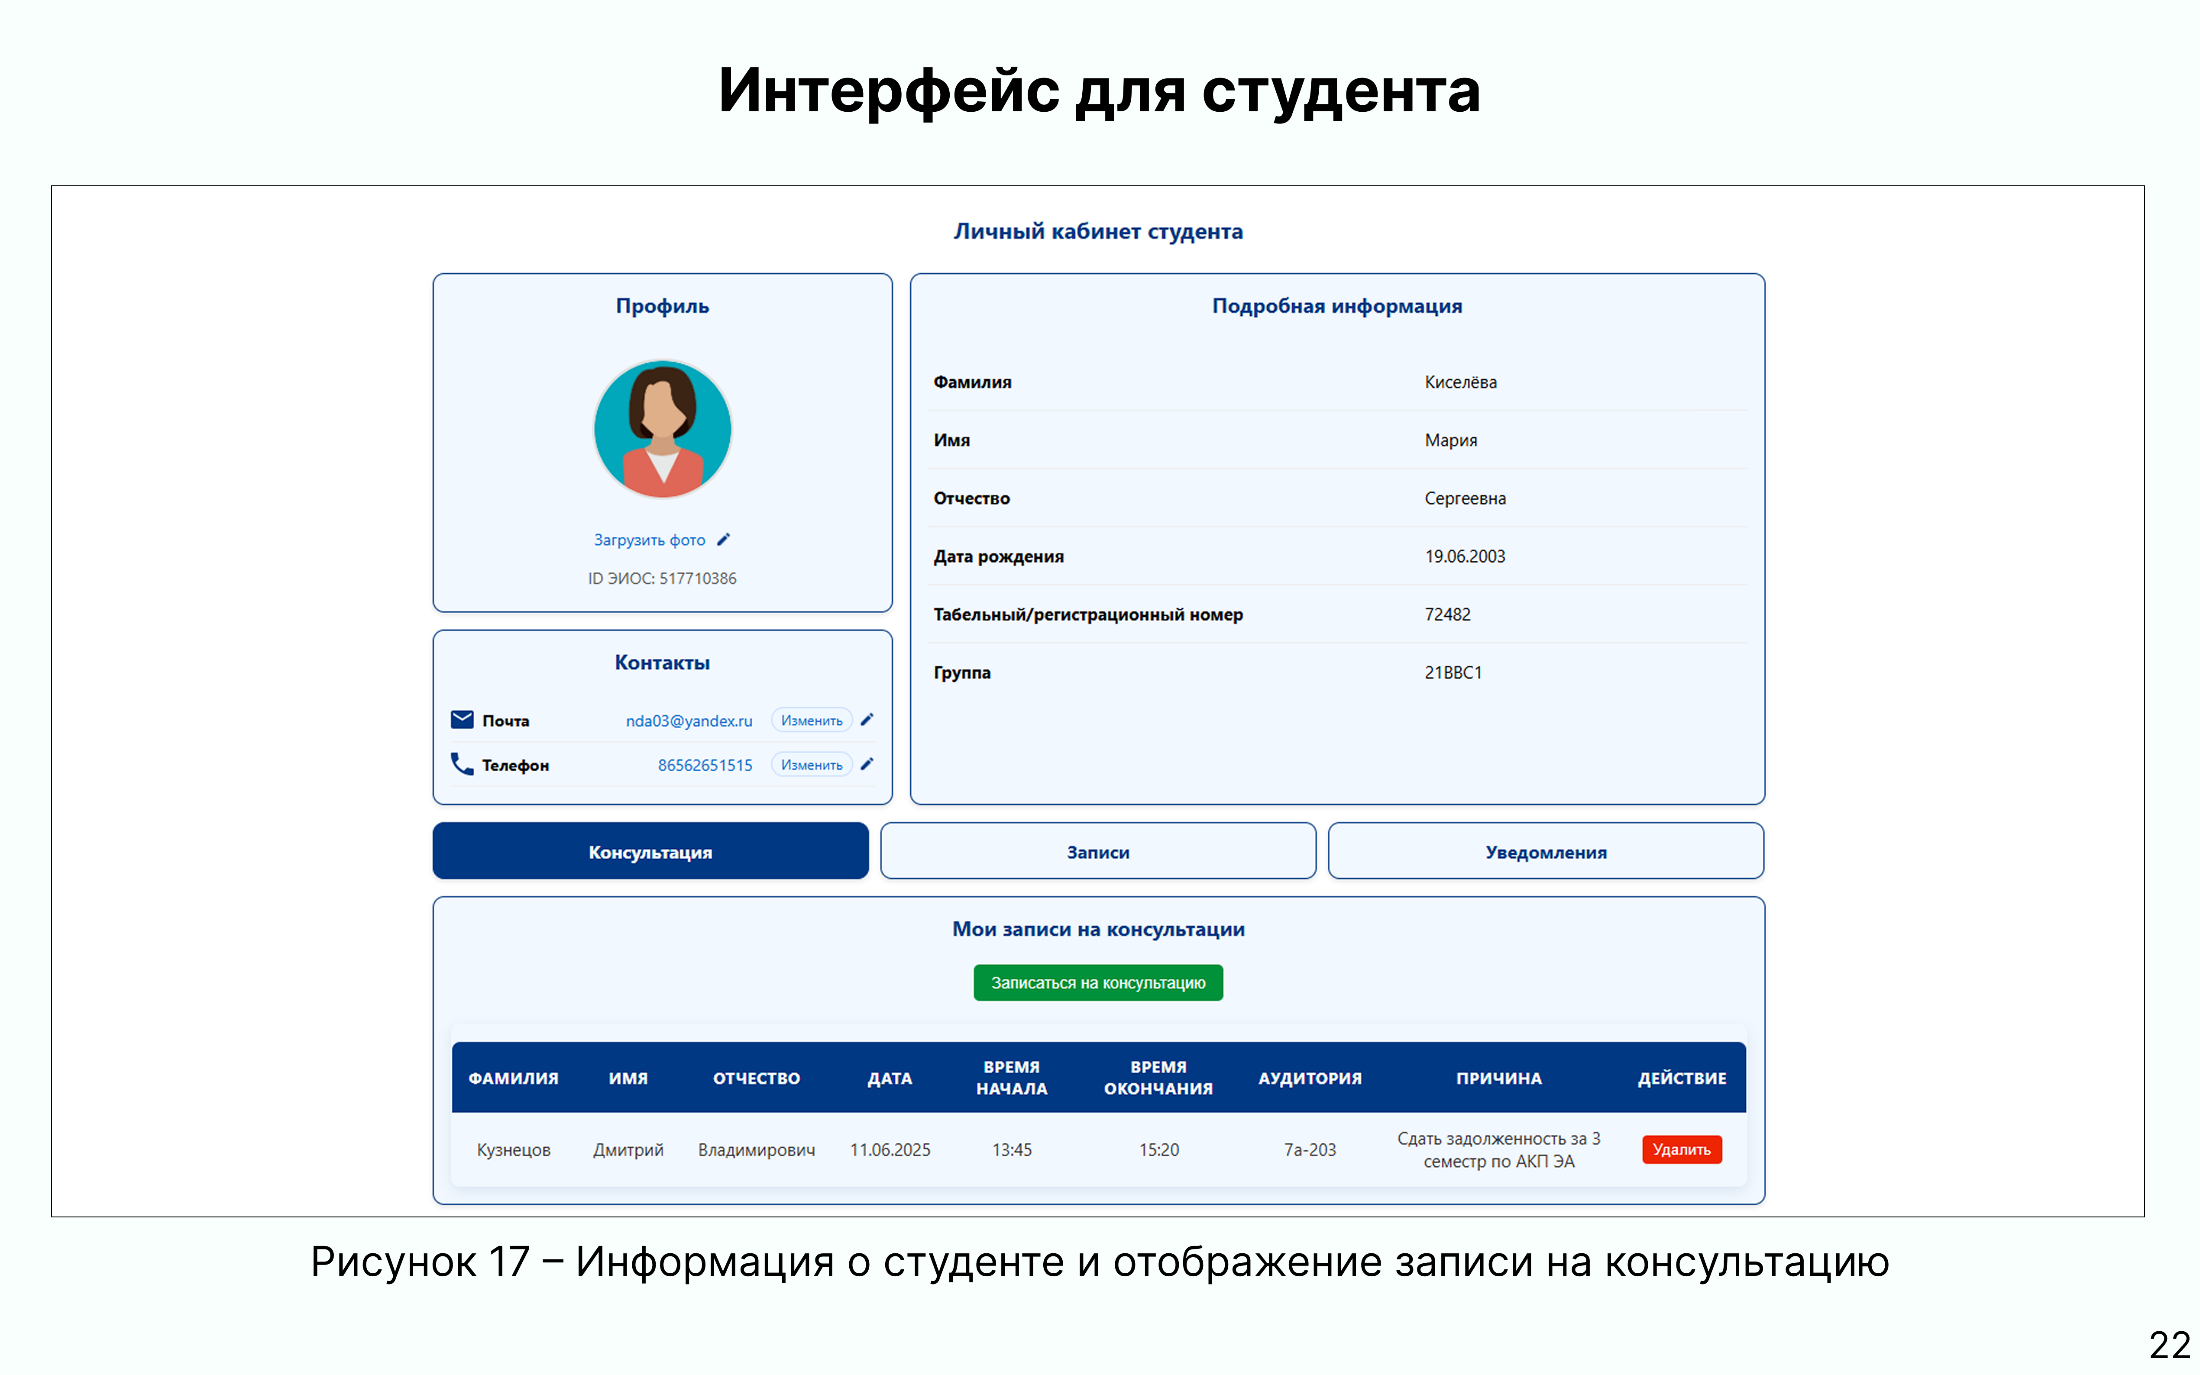 Интерфейс для студента
Личный кабинет студента
Профиль
Загрузить фото
ID ЭИОС: 517710386
Контакты
Почта nda03@yandex.ru Изменить
Телефон 86562651515 Изменить
Подробная информация
Фамилия Киселёва
Имя Мария
Отчество Сергеевна
Дата рождения 19.06.2003
Табельный/регистрационный номер 72482
Группа 21ВВС1
Консультация Записи Уведомления
Мои записи на консультации
Записаться на консультацию
ФАМИЛИЯ ИМЯ ОТЧЕСТВО ДАТА ВРЕМЯ НАЧАЛА ВРЕМЯ ОКОНЧАНИЯ АУДИТОРИЯ ПРИЧИНА ДЕЙСТВИЕ
Кузнецов Дмитрий Владимирович 11.06.2025 13:45 15:20 7а-203 Сдать задолженность за 3 семестр по АКП ЭА Удалить
Рисунок 17 – Информация о студенте и отображение записи на консультацию
22